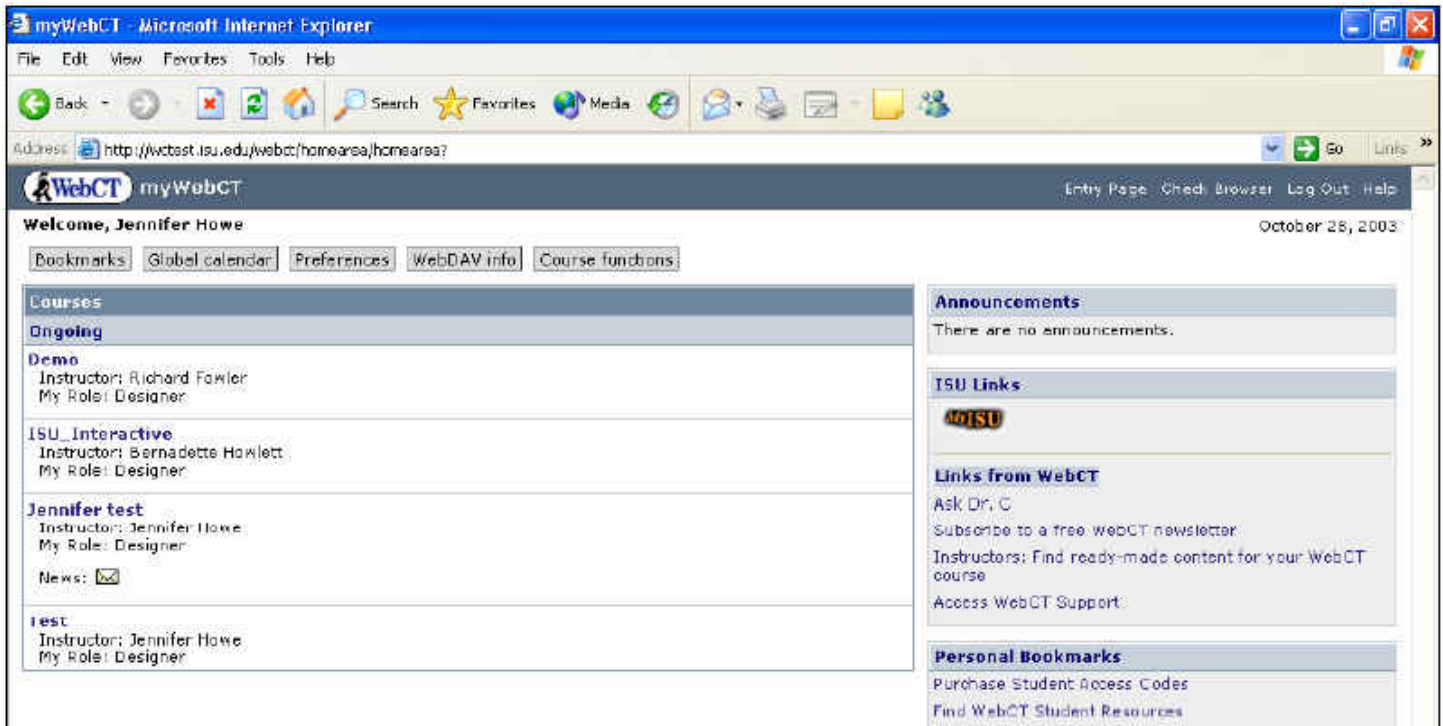 myWebCT - Microsoft Internet Explorer
File Edit View Favorites Tools Help
Back Search Favorites Media
Address http://wctest.isu.edu/webct/homearea/homearea? Go Links »
WebCT myWebCT Entry Page Check Browser Log Out Help
Welcome, Jennifer Howe October 28, 2003
Bookmarks Global calendar Preferences WebDAV info Course functions
Courses
Ongoing
Demo
Instructor: Richard Fowler
My Role: Designer
ISU_Interactive
Instructor: Bernadette Howlett
My Role: Designer
Jennifer test
Instructor: Jennifer Howe
My Role: Designer
News:
Test
Instructor: Jennifer Howe
My Role: Designer
Announcements
There are no announcements.
ISU Links
MyISU
Links from WebCT
Ask Dr. C
Subscribe to a free WebCT newsletter
Instructors: Find ready-made content for your WebCT
course
Access WebCT Support
Personal Bookmarks
Purchase Student Access Codes
Find WebCT Student Resources